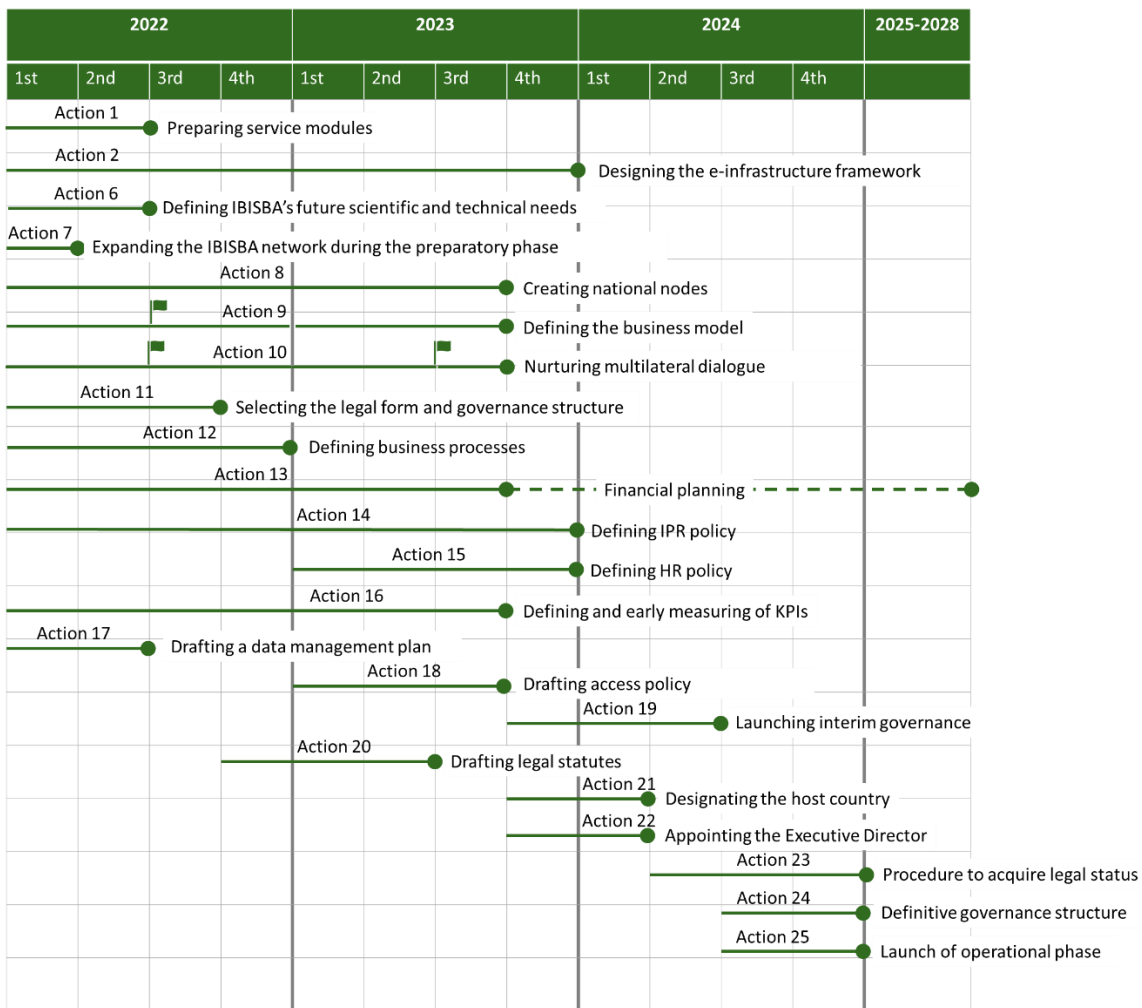 2022 2023 2024 2025-2028
1st 2nd 3rd 4th 1st 2nd 3rd 4th 1st 2nd 3rd 4th
Action 1
Preparing service modules
Action 2
Designing the e-infrastructure framework
Action 6
Defining IBISBA’s future scientific and technical needs
Action 7
Expanding the IBISBA network during the preparatory phase
Action 8
Creating national nodes
Action 9
Defining the business model
Action 10
Nurturing multilateral dialogue
Action 11
Selecting the legal form and governance structure
Action 12
Defining business processes
Action 13
Financial planning
Action 14
Defining IPR policy
Action 15
Defining HR policy
Action 16
Defining and early measuring of KPIs
Action 17
Drafting a data management plan
Action 18
Drafting access policy
Action 19
Launching interim governance
Action 20
Drafting legal statutes
Action 21
Designating the host country
Action 22
Appointing the Executive Director
Action 23
Procedure to acquire legal status
Action 24
Definitive governance structure
Action 25
Launch of operational phase